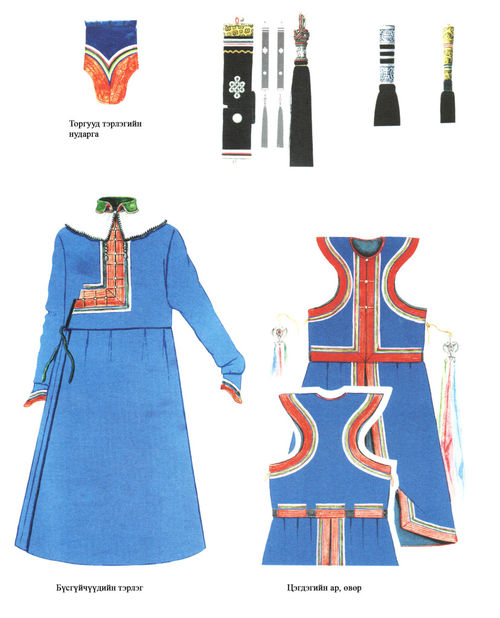 Торгууд тэрлэгийн
нударга
Бүсгүйчүүдийн тэрлэг
Цэгдэгийн ар, өвөр